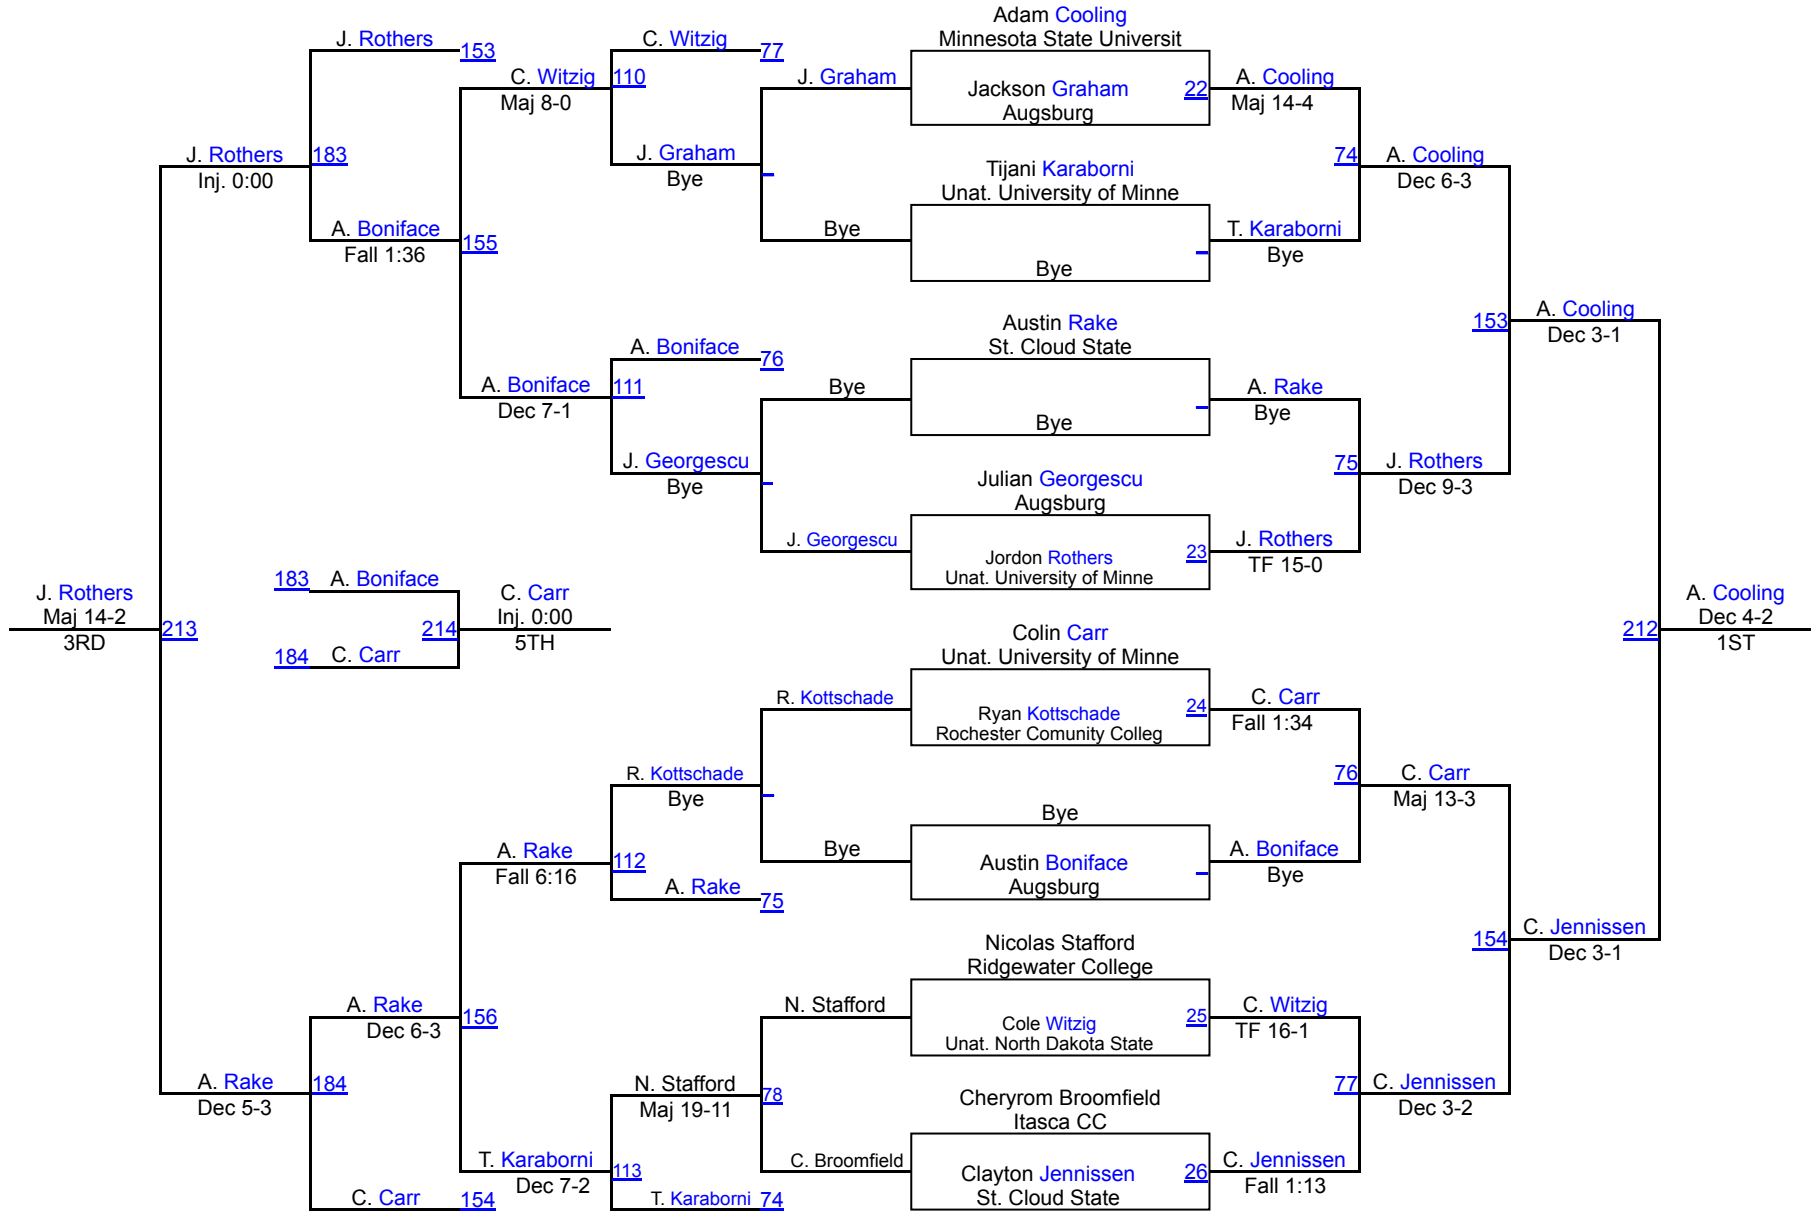 Adam Cooling
Minnesota State Universit
J. Rothers
153
C. Witzig
77
C. Witzig
110
Maj 8-0
J. Graham
Jackson Graham
Augsburg
22
A. Cooling
Maj 14-4
J. Rothers
183
Inj. 0:00
J. Graham
Bye
Tijani Karaborni
Unat. University of Minne
74
A. Cooling
Dec 6-3
A. Boniface
Fall 1:36
155
Bye
Bye
T. Karaborni
Bye
Austin Rake
St. Cloud State
153
A. Cooling
Dec 3-1
A. Boniface
76
A. Boniface
111
Dec 7-1
Bye
Bye
A. Rake
Bye
J. Georgescu
Bye
Julian Georgescu
Augsburg
75
J. Rothers
Dec 9-3
J. Georgescu
Jordon Rothers
Unat. University of Minne
23
J. Rothers
TF 15-0
J. Rothers
Maj 14-2
3RD
213
183
A. Boniface
184
C. Carr
214
C. Carr
Inj. 0:00
5TH
Colin Carr
Unat. University of Minne
212
A. Cooling
Dec 4-2
1ST
R. Kottschade
Ryan Kottschade
Rochester Comunity Colleg
24
C. Carr
Fall 1:34
R. Kottschade
Bye
76
C. Carr
Maj 13-3
Bye
A. Rake
112
Fall 6:16
Bye
Austin Boniface
Augsburg
A. Boniface
Bye
A. Rake
75
Nicolas Stafford
Ridgewater College
154
C. Jennissen
Dec 3-1
A. Rake
Dec 6-3
156
N. Stafford
Cole Witzig
Unat. North Dakota State
25
C. Witzig
TF 16-1
A. Rake
184
Dec 5-3
N. Stafford
Maj 19-11
78
Cheryrom Broomfield
Itasca CC
77
C. Jennissen
Dec 3-2
T. Karaborni
113
Dec 7-2
C. Broomfield
Clayton Jennissen
St. Cloud State
26
C. Jennissen
Fall 1:13
C. Carr
154
T. Karaborni
74